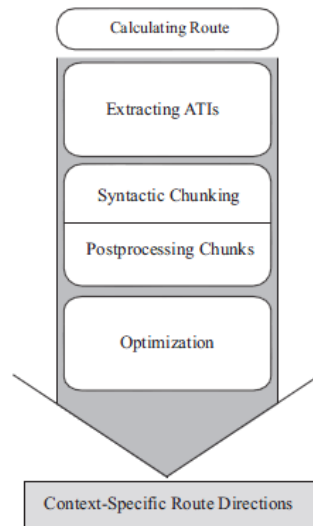 Calculating Route
Extracting ATIs
Syntactic Chunking
Postprocessing Chunks
Optimization
Context-Specific Route Directions